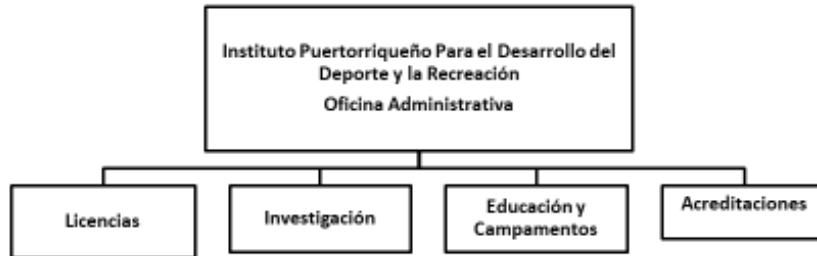 Instituto Puertorriqueño Para el Desarrollo del
Deporte y la Recreación
Oficina Administrativa
Licencias
Investigación
Educación y
Campamentos
Acreditaciones